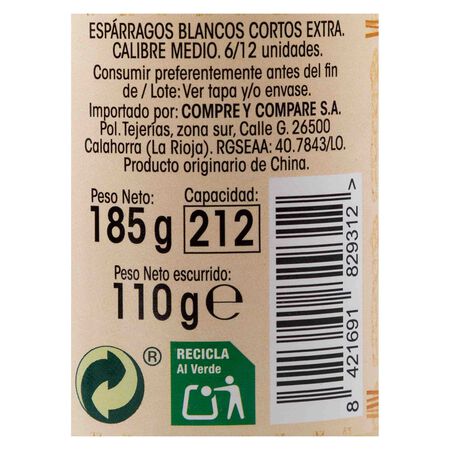 ESPÁRRAGOS BLANCOS CORTOS EXTRA.
CALIBRE MEDIO. 6/12 unidades.
Consumir preferentemente antes del fin
de / Lote: Ver tapa y/o envase.
Importado por: COMPRE Y COMPARE S.A.
Pol. Tejerías, zona sur, Calle G. 26500
Calahorra (La Rioja). RGSEAA: 40.7843/LO.
Producto originario de China.
Peso Neto:
185 g
Capacidad:
212
Peso Neto escurrido:
110 g ℮
®
RECICLA
Al Verde
8 421691 829312 >